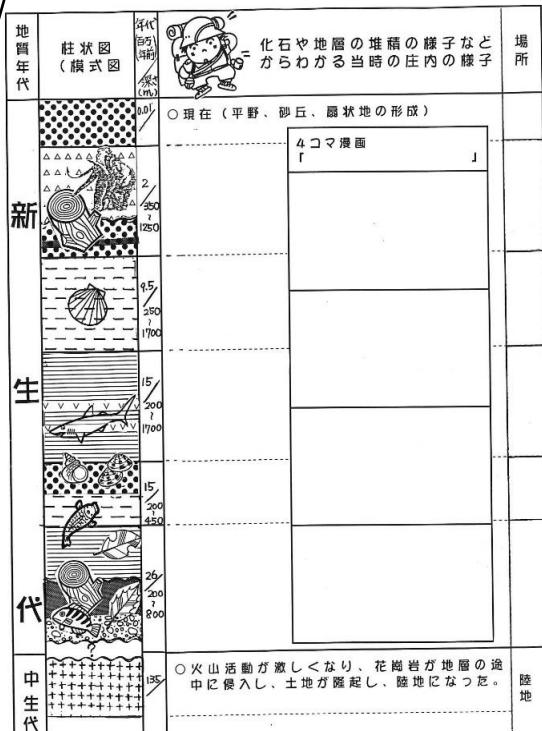 地質年代
柱状図
(模式図
年代
百万
年前
深さ
(m)
化石や地層の堆積の様子など
からわかる当時の庄内の様子
場所
新生代
0.01
○現在(平野、砂丘、扇状地の形成)
4コマ漫画
『 』
2
350
~
1250
9.5
250
~
1700
15
200
~
1700
15
200
~
450
26
200
~
800
?
中生代
135
○火山活動が激しくなり、花崗岩が地層の途
中に侵入し、土地が隆起し、陸地になった。
陸地